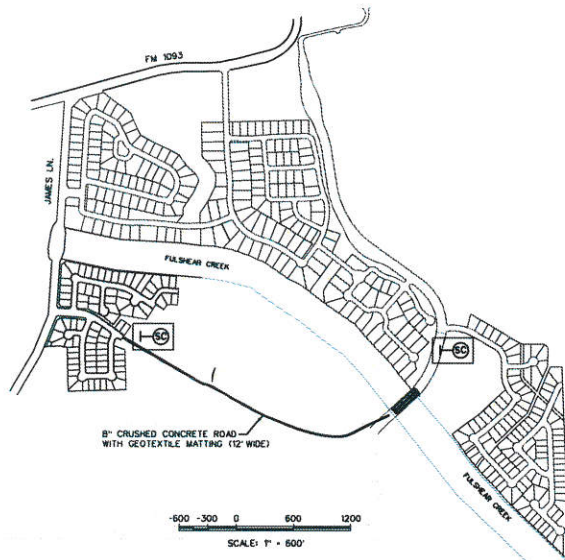 FM 1093
JAMES LN.
FULSHEAR CREEK
SC
SC
8" CRUSHED CONCRETE ROAD
WITH GEOTEXTILE MATTING (12' WIDE)
FULSHEAR CREEK
-600 -300 0 600 1200
SCALE: 1" = 600'